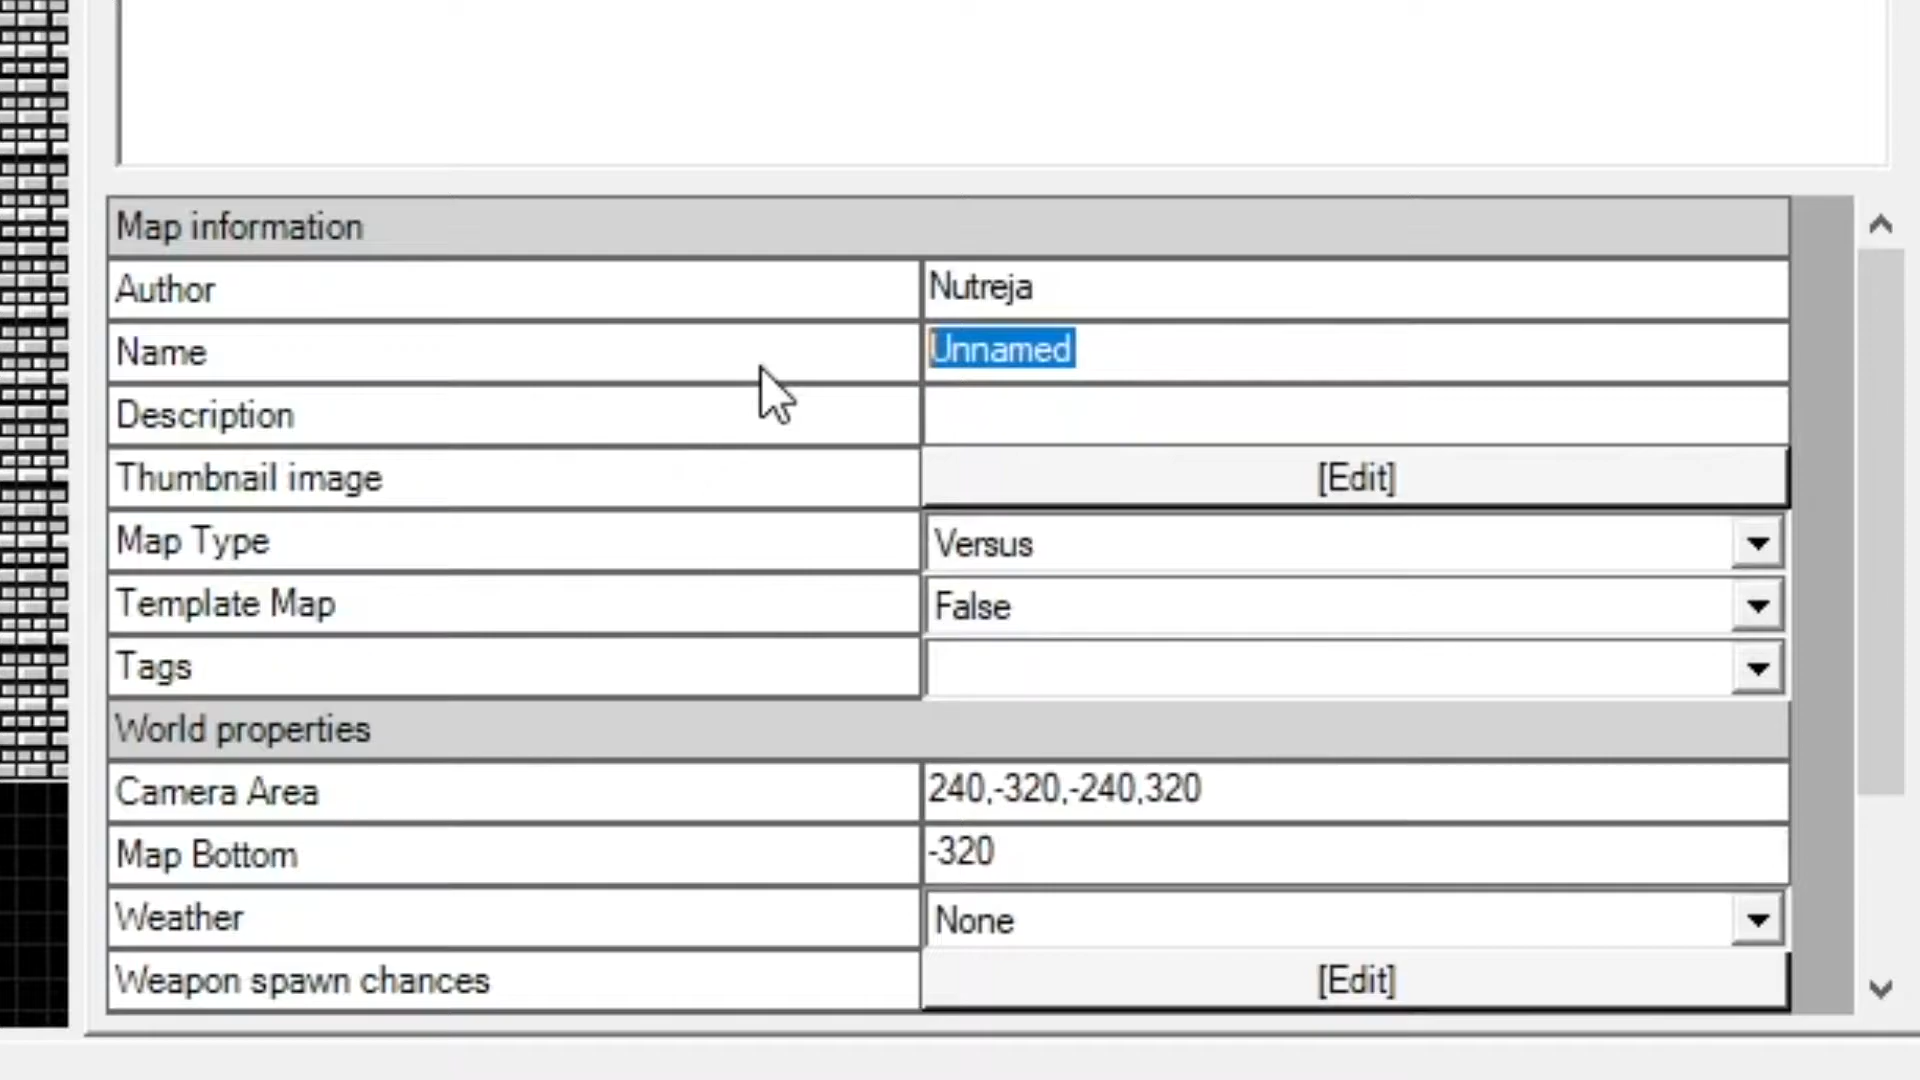 Map information
Author Nutreja
Name Unnamed
Description
Thumbnail image [Edit]
Map Type Versus
Template Map False
Tags
World properties
Camera Area 240,-320,-240,320
Map Bottom -320
Weather None
Weapon spawn chances [Edit]